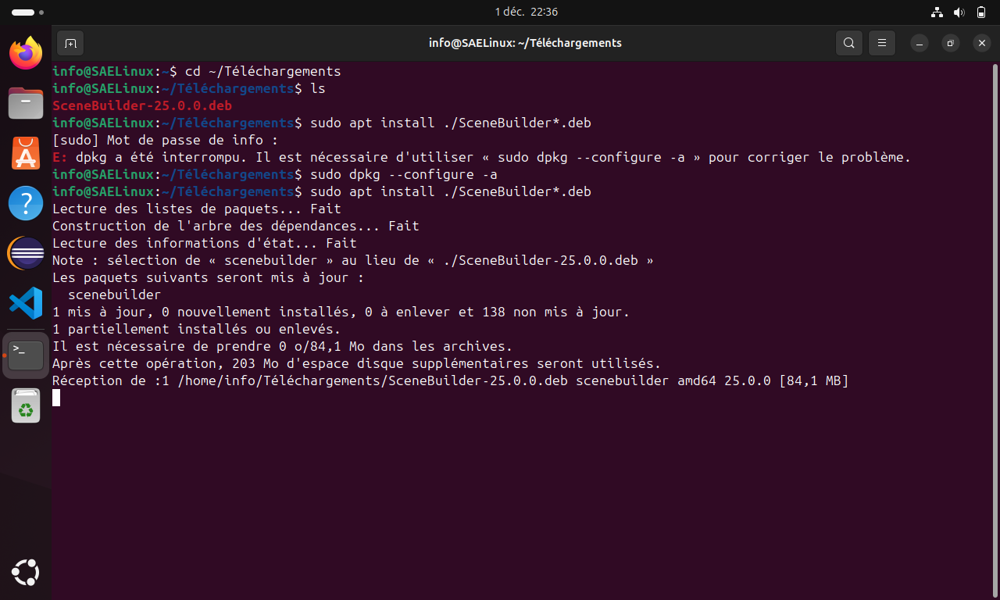 1 déc.  22:36
info@SAELinux: ~/Téléchargements
info@SAELinux:~$ cd ~/Téléchargements
info@SAELinux:~/Téléchargements$ ls
SceneBuilder-25.0.0.deb
info@SAELinux:~/Téléchargements$ sudo apt install ./SceneBuilder*.deb
[sudo] Mot de passe de info :
E: dpkg a été interrompu. Il est nécessaire d'utiliser « sudo dpkg --configure -a » pour corriger le problème.
info@SAELinux:~/Téléchargements$ sudo dpkg --configure -a
info@SAELinux:~/Téléchargements$ sudo apt install ./SceneBuilder*.deb
Lecture des listes de paquets... Fait
Construction de l'arbre des dépendances... Fait
Lecture des informations d'état... Fait
Note : sélection de « scenebuilder » au lieu de « ./SceneBuilder-25.0.0.deb »
Les paquets suivants seront mis à jour :
  scenebuilder
1 mis à jour, 0 nouvellement installés, 0 à enlever et 138 non mis à jour.
1 partiellement installés ou enlevés.
Il est nécessaire de prendre 0 o/84,1 Mo dans les archives.
Après cette opération, 203 Mo d'espace disque supplémentaires seront utilisés.
Réception de :1 /home/info/Téléchargements/SceneBuilder-25.0.0.deb scenebuilder amd64 25.0.0 [84,1 MB]